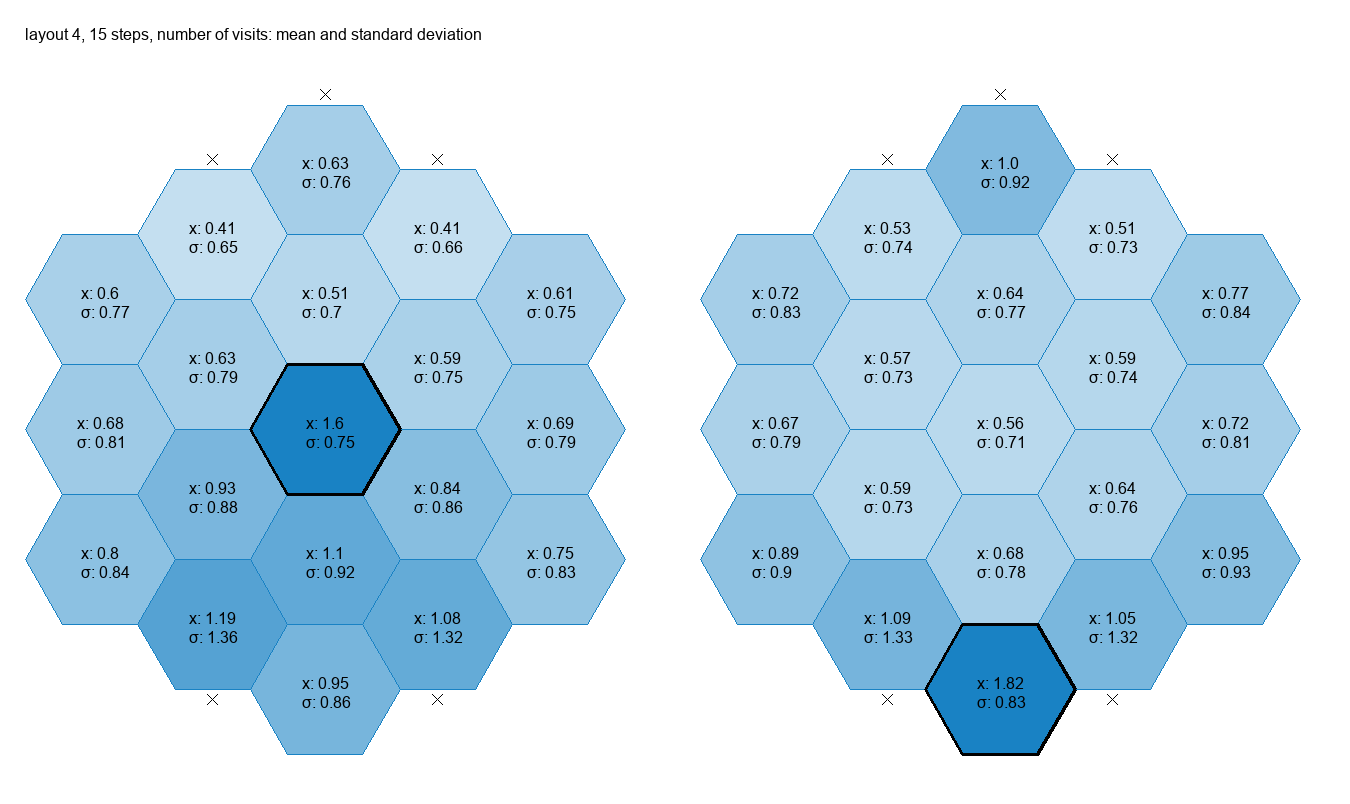 layout 4, 15 steps, number of visits: mean and standard deviation
x: 0.63
σ: 0.76
x: 0.41
σ: 0.65
x: 0.41
σ: 0.66
x: 0.6
σ: 0.77
x: 0.51
σ: 0.7
x: 0.61
σ: 0.75
x: 0.63
σ: 0.79
x: 0.59
σ: 0.75
x: 0.68
σ: 0.81
x: 1.6
σ: 0.75
x: 0.69
σ: 0.79
x: 0.93
σ: 0.88
x: 0.84
σ: 0.86
x: 0.8
σ: 0.84
x: 1.1
σ: 0.92
x: 0.75
σ: 0.83
x: 1.19
σ: 1.36
x: 1.08
σ: 1.32
x: 0.95
σ: 0.86
x: 1.0
σ: 0.92
x: 0.53
σ: 0.74
x: 0.51
σ: 0.73
x: 0.72
σ: 0.83
x: 0.64
σ: 0.77
x: 0.77
σ: 0.84
x: 0.57
σ: 0.73
x: 0.59
σ: 0.74
x: 0.67
σ: 0.79
x: 0.56
σ: 0.71
x: 0.72
σ: 0.81
x: 0.59
σ: 0.73
x: 0.64
σ: 0.76
x: 0.89
σ: 0.9
x: 0.68
σ: 0.78
x: 0.95
σ: 0.93
x: 1.09
σ: 1.33
x: 1.05
σ: 1.32
x: 1.82
σ: 0.83